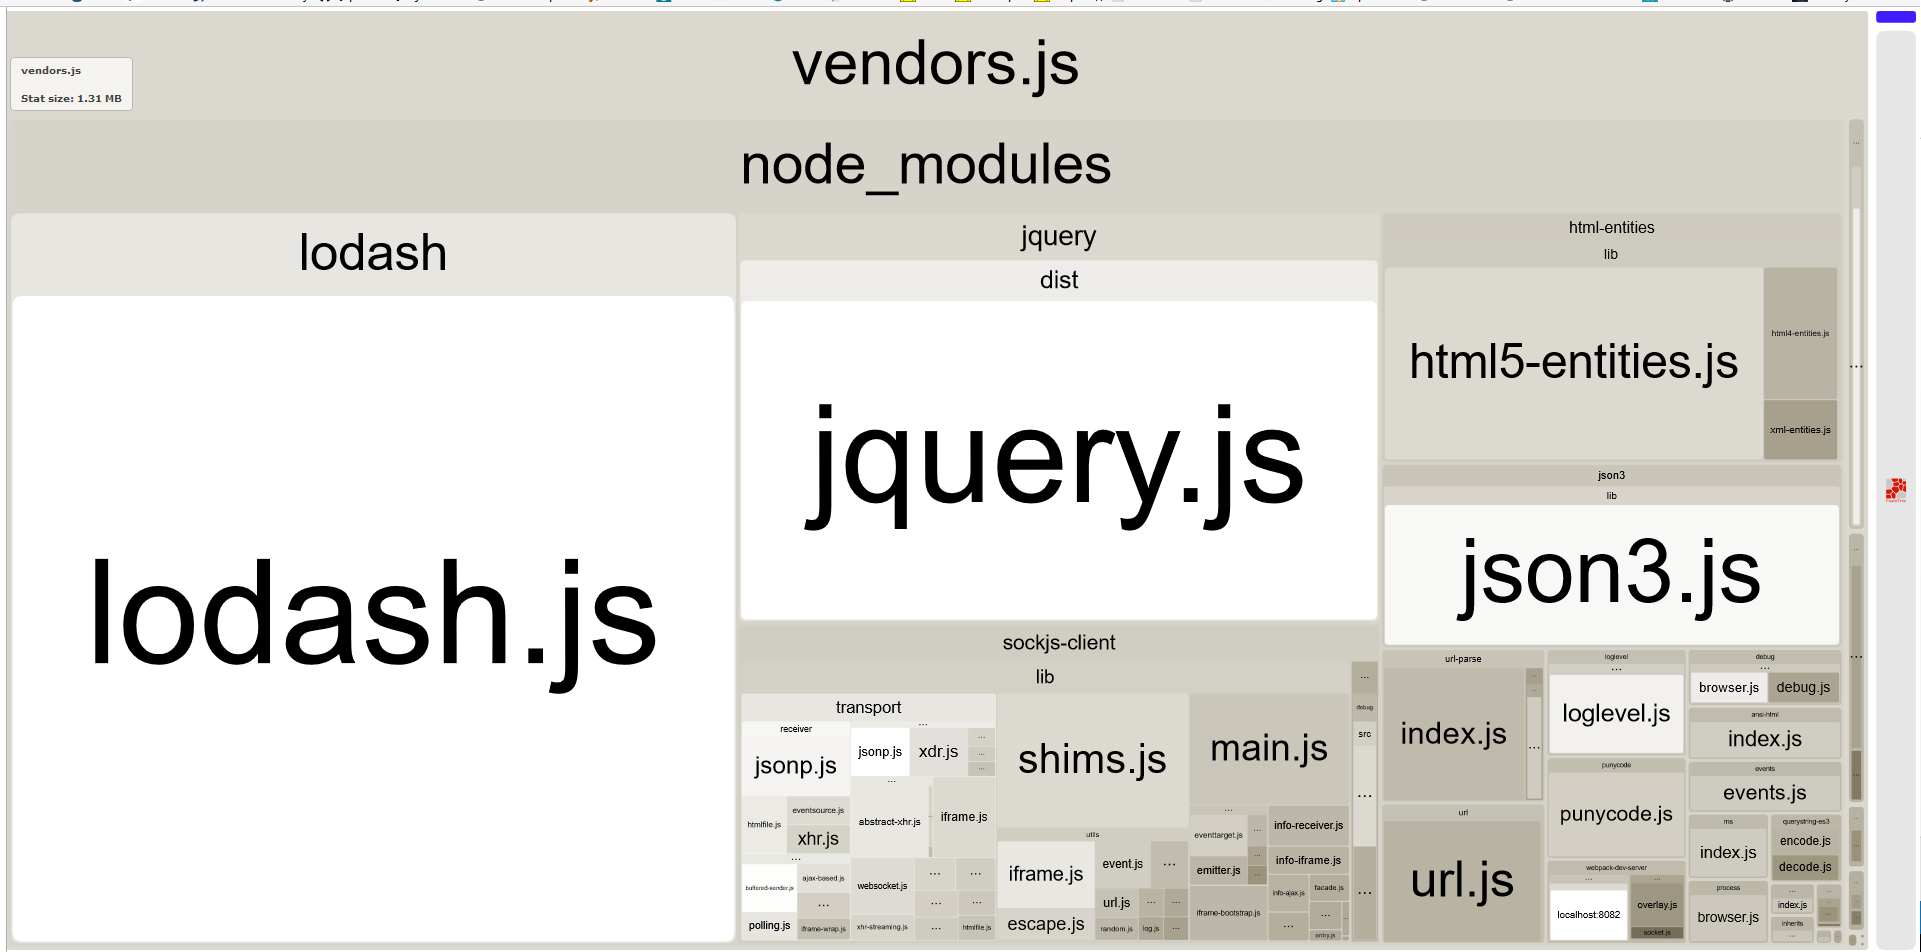 vendors.js
vendors.js
Stat size: 1.31 MB
node_modules
lodash
lodash.js
jquery
dist
jquery.js
html-entities
lib
html5-entities.js
html4-entities.js
xml-entities.js
json3
lib
json3.js
sockjs-client
lib
transport
receiver
jsonp.js
htmlfile.js
eventsource.js
xhr.js
...
buffered-sender.js
ajax-based.js
...
polling.js
iframe-wrap.js
...
jsonp.js
xdr.js
...
...
...
...
abstract-xhr.js
...
iframe.js
websocket.js
...
...
...
...
xhr-streaming.js
...
htmlfile.js
shims.js
utils
iframe.js
escape.js
event.js
...
url.js
...
...
random.js
log.js
...
main.js
...
eventtarget.js
...
emitter.js
...
...
iframe-bootstrap.js
info-receiver.js
info-iframe.js
info-ajax.js
facade.js
...
...
entry.js
...
debug
src
...
...
url-parse
index.js
...
...
...
url
url.js
loglevel
...
loglevel.js
punycode
punycode.js
webpack-dev-server
...
localhost:8082
...
overlay.js
socket.js
debug
...
browser.js
debug.js
ansi-html
index.js
events
events.js
ms
index.js
querystring-es3
encode.js
decode.js
process
browser.js
...
index.js
inherits
...
...
...
...
...
...
...
...